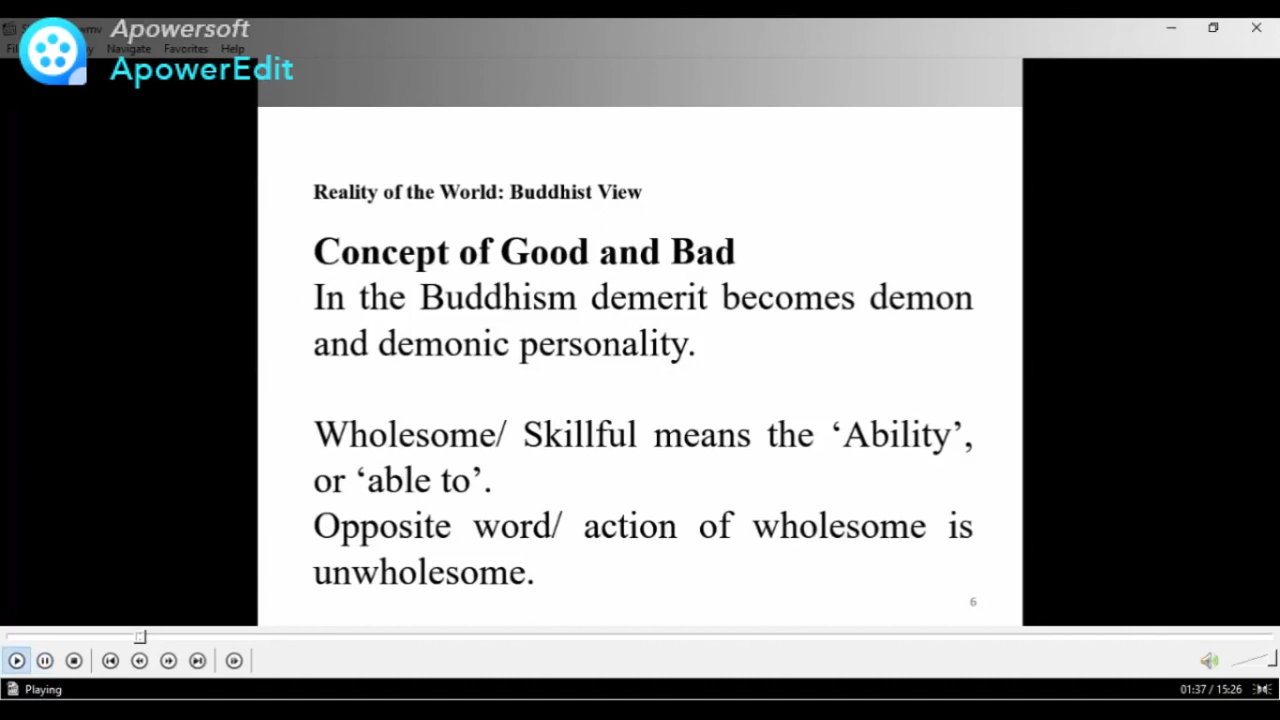 Apowersoft
ApowerEdit
Navigate Favorites Help
Reality of the World: Buddhist View
Concept of Good and Bad
In the Buddhism demerit becomes demon
and demonic personality.
Wholesome/ Skillful means the ‘Ability’,
or ‘able to’.
Opposite word/ action of wholesome is
unwholesome.
6
Playing
01:37 / 15:26